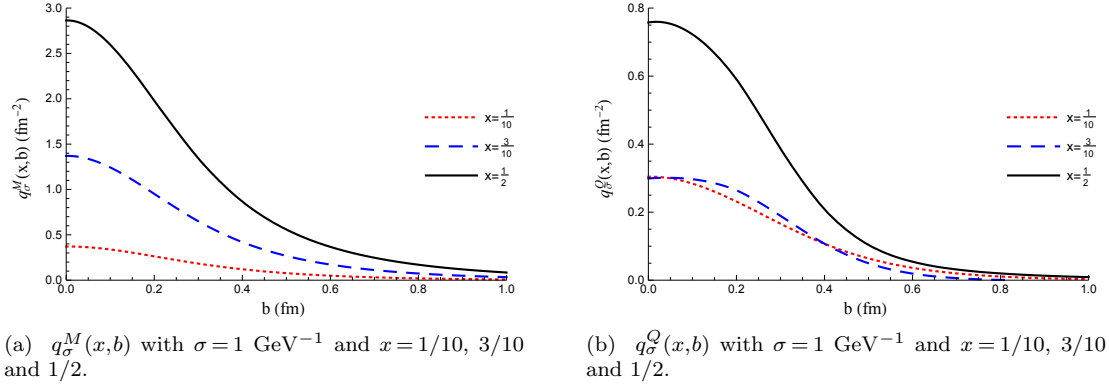 3.0
2.5
2.0
1.5
1.0
0.5
0.0
q_σ^M(x,b) (fm⁻²)
0.0 0.2 0.4 0.6 0.8 1.0
b (fm)
x=1/10
x=3/10
x=1/2
(a) q_σ^M(x,b) with σ=1 GeV⁻¹ and x=1/10, 3/10
and 1/2.
0.8
0.6
0.4
0.2
0.0
q_σ^Q(x,b) (fm⁻²)
0.0 0.2 0.4 0.6 0.8 1.0
b (fm)
x=1/10
x=3/10
x=1/2
(b) q_σ^Q(x,b) with σ=1 GeV⁻¹ and x=1/10, 3/10
and 1/2.